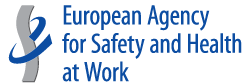 European Agency
for Safety and Health
at Work